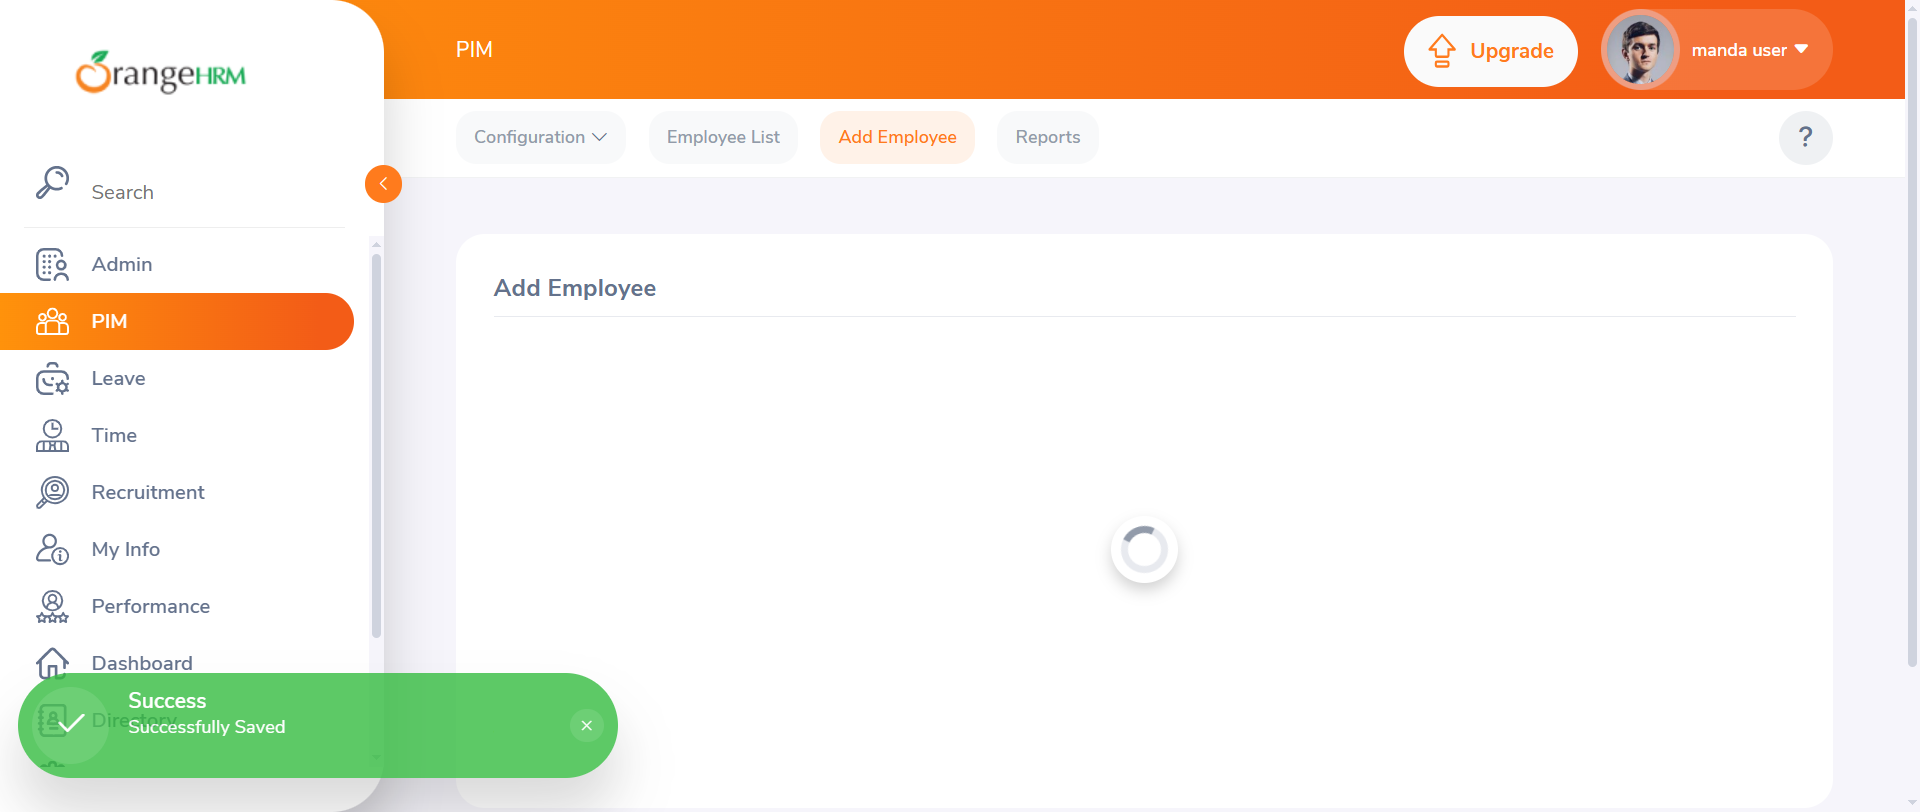 OrangeHRM
PIM
Upgrade
manda user
Configuration
Employee List
Add Employee
Reports
?
Search
Admin
PIM
Leave
Time
Recruitment
My Info
Performance
Dashboard
Directory
Add Employee
Success
Successfully Saved